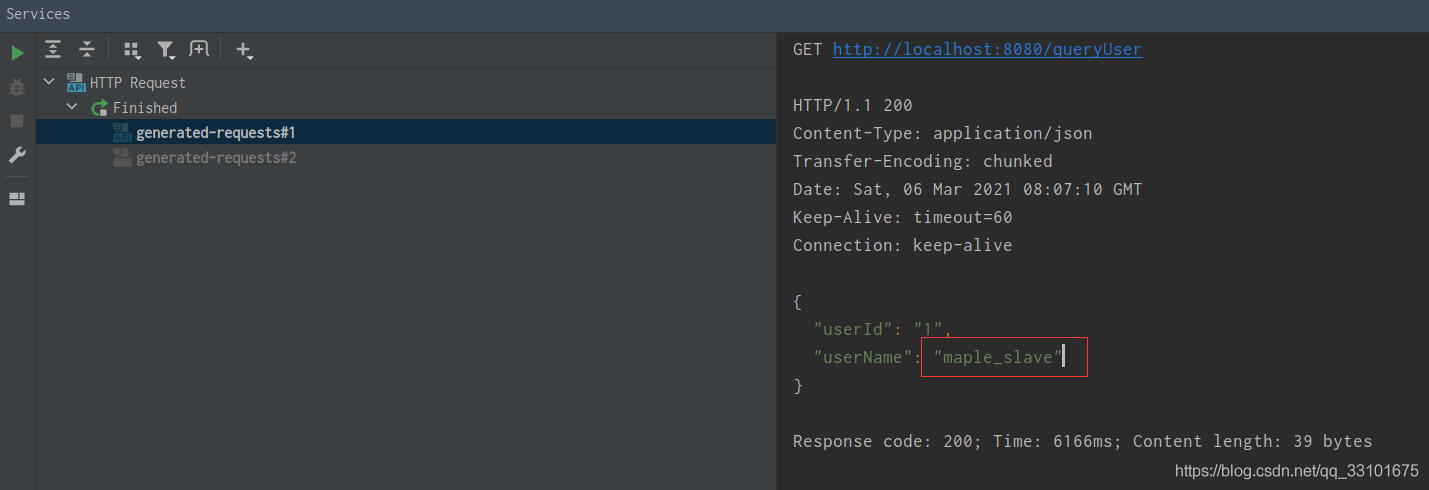 Services
HTTP Request
Finished
generated-requests#1
generated-requests#2
GET http://localhost:8080/queryUser
HTTP/1.1 200
Content-Type: application/json
Transfer-Encoding: chunked
Date: Sat, 06 Mar 2021 08:07:10 GMT
Keep-Alive: timeout=60
Connection: keep-alive
{
"userId": "1",
"userName": "maple_slave"
}
Response code: 200; Time: 6166ms; Content length: 39 bytes
https://blog.csdn.net/qq_33101675